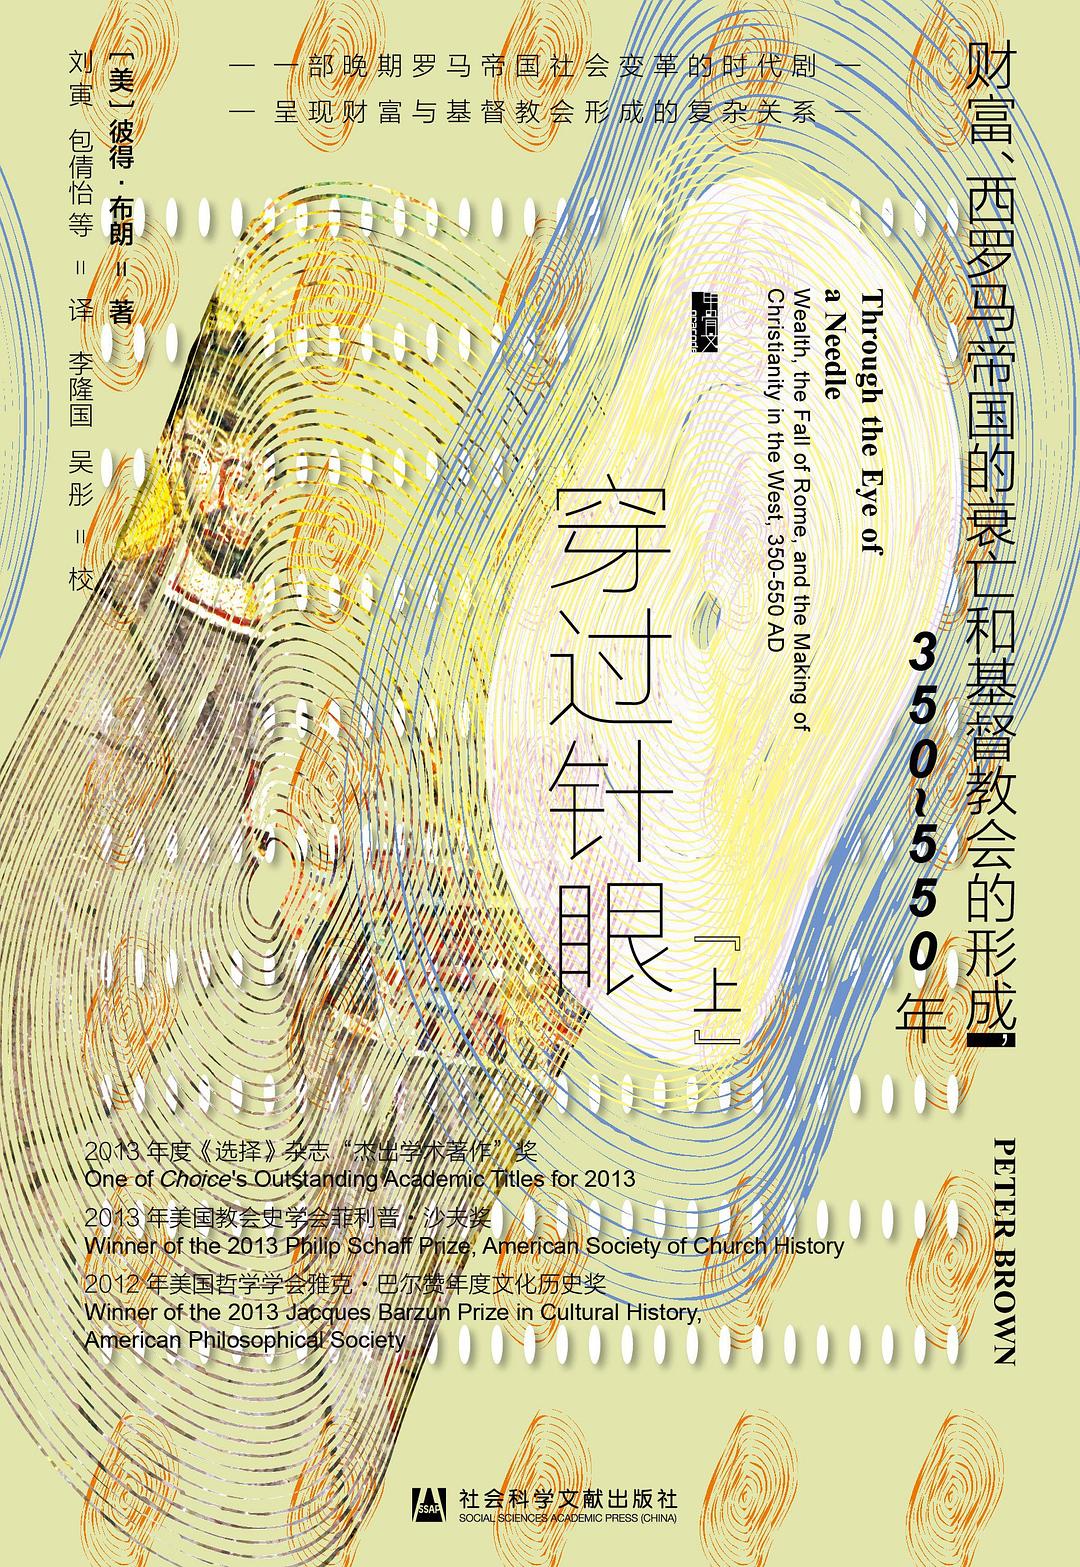 财富、西罗马帝国的衰亡和基督教会的形成，
350~550年
一部晚期罗马帝国社会变革的时代剧
呈现财富与基督教会形成的复杂关系
[美]彼得·布朗＝著
刘寅 包倩怡 等＝译 李隆国 吴彤＝校
Through the Eye of
a Needle
Wealth, the Fall of Rome, and the Making of
Christianity in the West, 350-550 AD
甲骨文
穿过针眼
『上』
PETER BROWN
2013 年度《选择》杂志“杰出学术著作”奖
One of Choice's Outstanding Academic Titles for 2013
2013 年美国教会史学会菲利普·沙夫奖
Winner of the 2013 Philip Schaff Prize, American Society of Church History
2012 年美国哲学学会雅克·巴尔赞年度文化历史奖
Winner of the 2013 Jacques Barzun Prize in Cultural History,
American Philosophical Society
SSAP
社会科学文献出版社
SOCIAL SCIENCES ACADEMIC PRESS (CHINA)